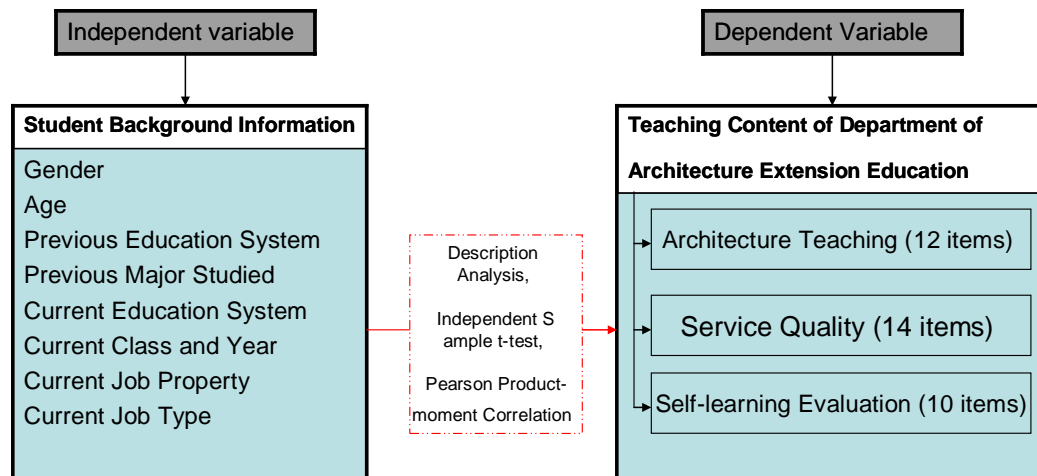 Independent variable
Dependent Variable
Student Background Information
Gender
Age
Previous Education System
Previous Major Studied
Current Education System
Current Class and Year
Current Job Property
Current Job Type
Description
Analysis,
Independent S
ample t-test,
Pearson Product-
moment Correlation
Teaching Content of Department of
Architecture Extension Education
Architecture Teaching (12 items)
Service Quality (14 items)
Self-learning Evaluation (10 items)